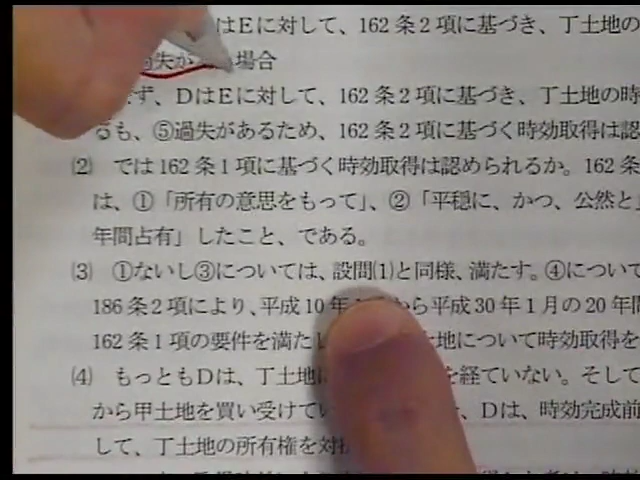 はEに対して、162条2項に基づき、丁土地の
過失が 場合
ず、DはEに対して、162条2項に基づき、丁土地の時
るも、⑤過失があるため、162条2項に基づく時効取得は認
⑵ では162条1項に基づく時効取得は認められるか。162条
は、①「所有の意思をもって」、②「平穏に、かつ、公然と」
年間占有」したこと、である。
⑶ ①ないし③については、設問⑴と同様、満たす。④について
186条2項により、平成10年 から平成30年1月の20年間
162条1項の要件を満た 土地について時効取得を
⑷ もっともDは、丁土地 を経ていない。そして
から甲土地を買い受けて 、Dは、時効完成前
して、丁土地の所有権を対